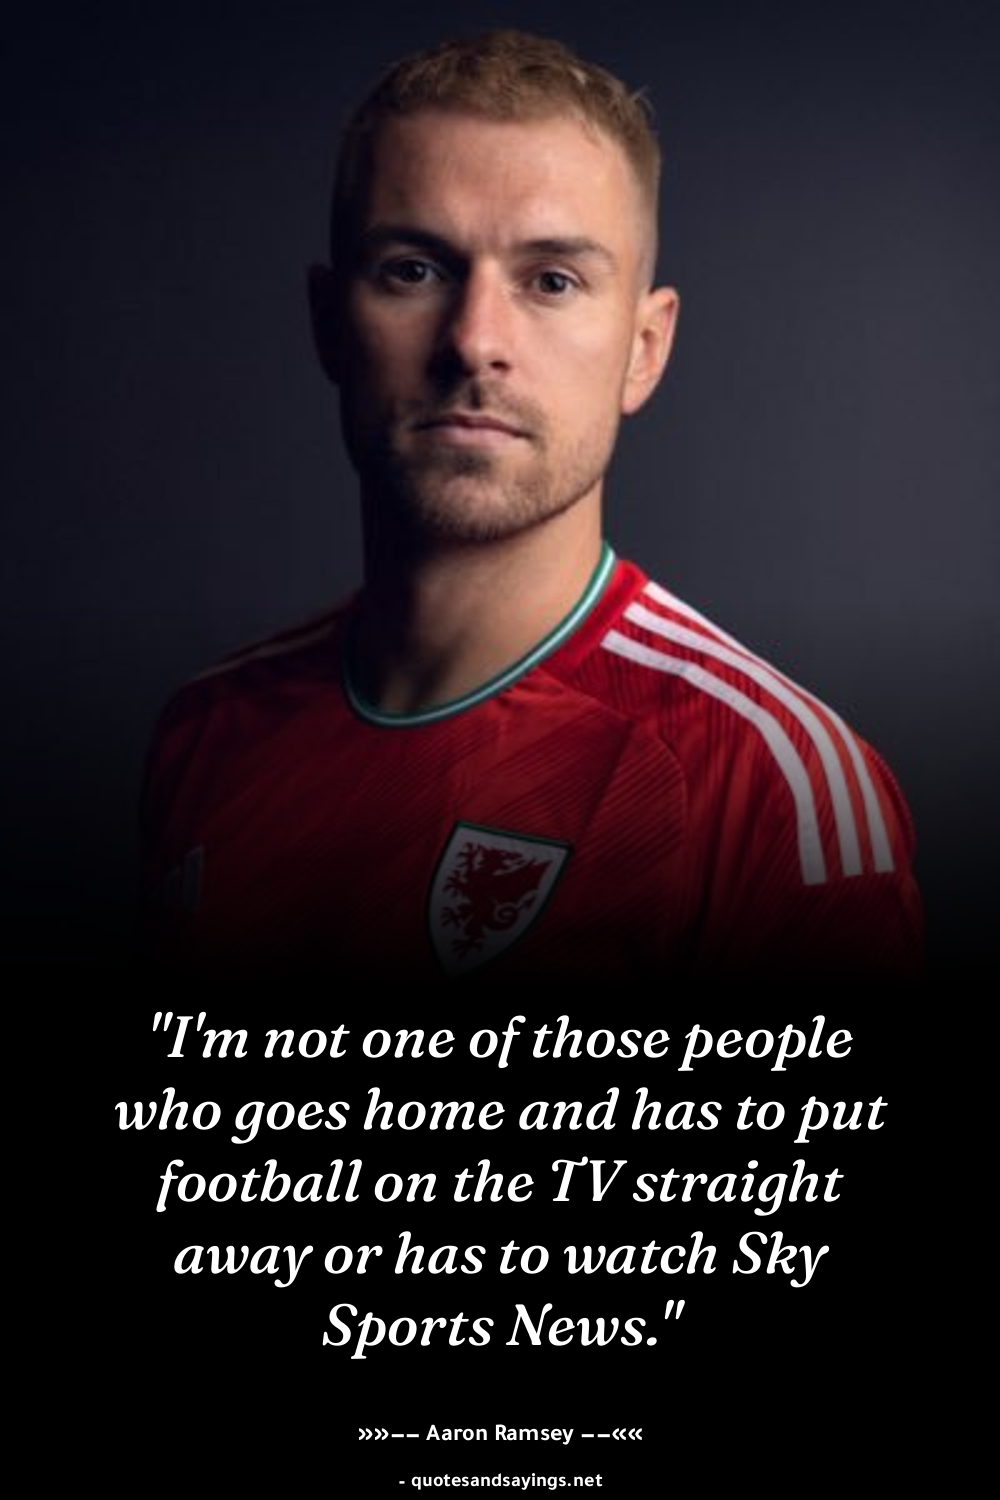 "I'm not one of those people
who goes home and has to put
football on the TV straight
away or has to watch Sky
Sports News."
»»–– Aaron Ramsey ––««
- quotesandsayings.net